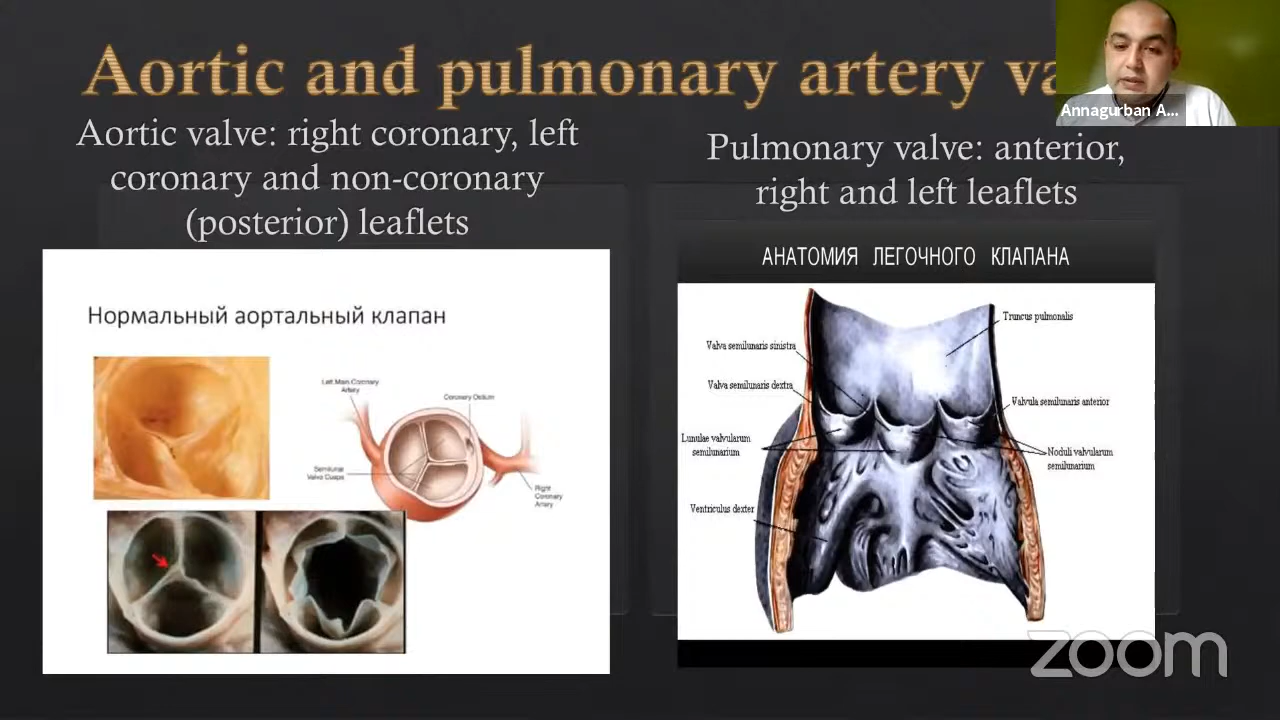 Aortic and pulmonary artery va
Annagurban A...
Aortic valve: right coronary, left
coronary and non-coronary
(posterior) leaflets
Pulmonary valve: anterior,
right and left leaflets
Нормальный аортальный клапан
Left Main Coronary
Artery
Coronary Ostium
Semilunar
Valve Cusps
Right
Coronary
Artery
АНАТОМИЯ ЛЕГОЧНОГО КЛАПАНА
Truncus pulmonalis
Valva semilunaris sinistra
Valva semilunaris dextra
Valvula semilunaris anterior
Lunulae valvularum
semilunarium
Noduli valvularum
semilunarium
Ventriculus dexter
zoom